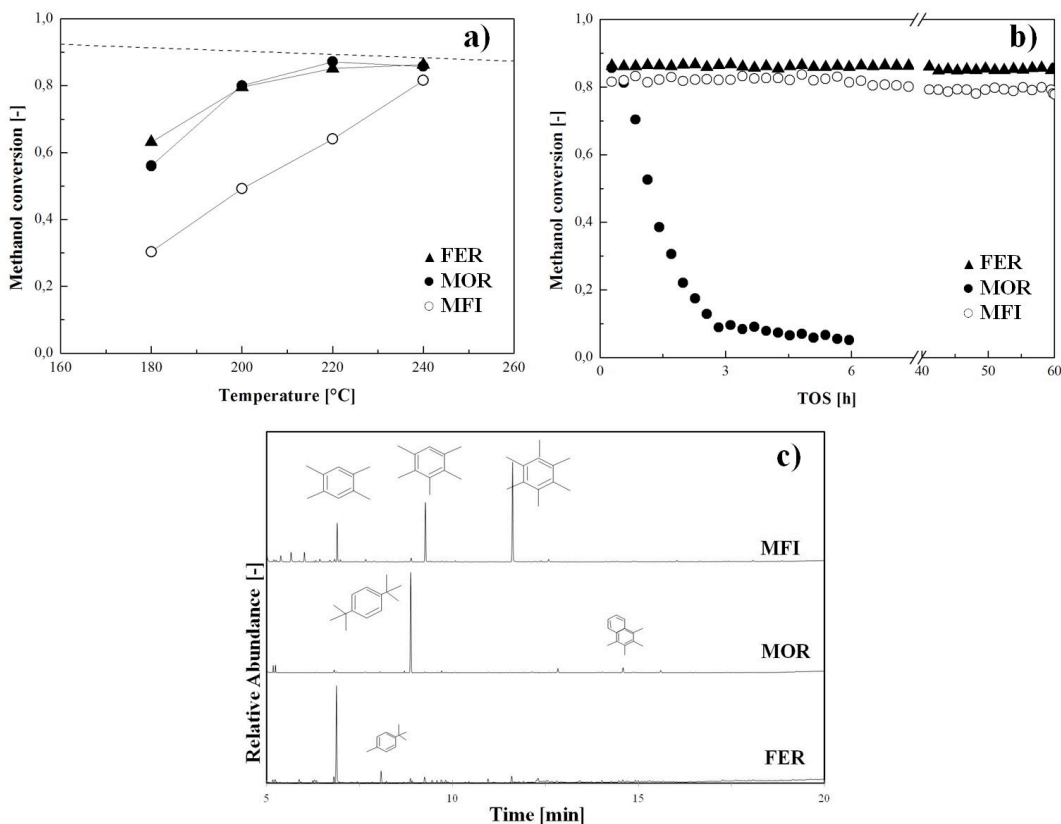 a)
1,0
0,8
0,6
0,4
0,2
0,0
Methanol conversion [-]
FER
MOR
MFI
160 180 200 220 240 260
Temperature [°C]
b)
1,0
0,8
0,6
0,4
0,2
0,0
Methanol conversion [-]
FER
MOR
MFI
0 3 6 40 50 60
TOS [h]
c)
Relative Abundance [-]
MFI
MOR
FER
5 10 15 20
Time [min]